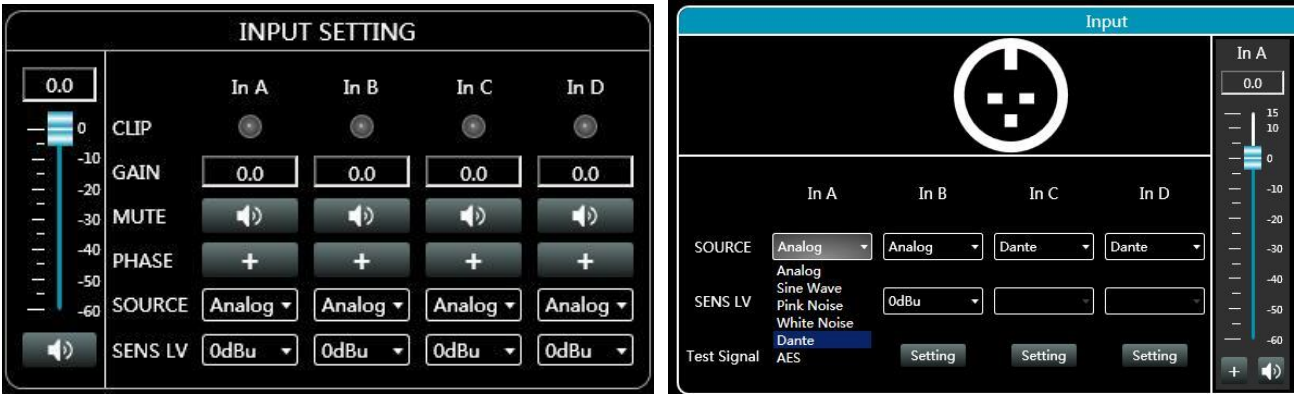 INPUT SETTING
0.0
In A In B In C In D
0
CLIP
-10
GAIN 0.0 0.0 0.0 0.0
-20
-30
MUTE
-40
PHASE + + + +
-50
-60
SOURCE Analog Analog Analog Analog
SENS LV 0dBu 0dBu 0dBu 0dBu
Input
In A In B In C In D
SOURCE Analog Analog Dante Dante
Analog
Sine Wave
Pink Noise
White Noise
Dante
AES
SENS LV 0dBu
Test Signal Setting Setting Setting
In A
0.0
15
10
0
-10
-20
-30
-40
-50
-60
+